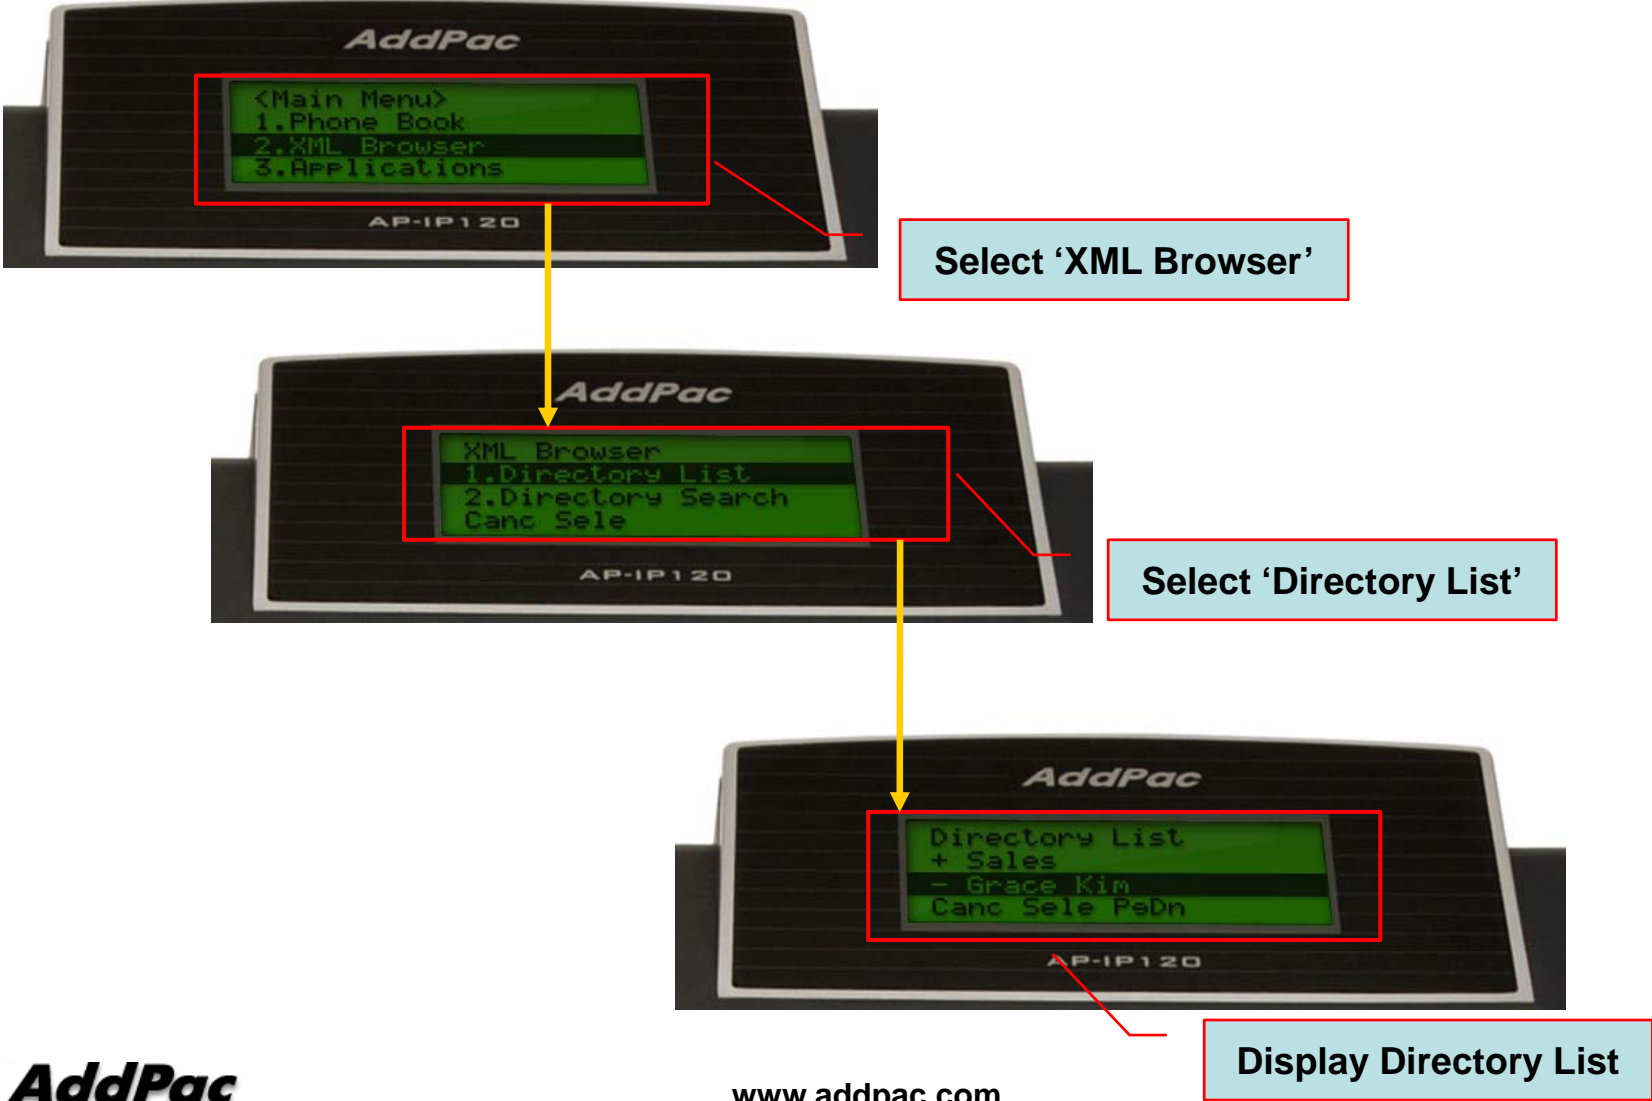 AddPac
<Main Menu>
1.Phone Book
2.XML Browser
3.Applications
AP-IP120
Select ‘XML Browser’
AddPac
XML Browser
1.Directory List
2.Directory Search
Canc Sele
AP-IP120
Select ‘Directory List’
AddPac
Directory List
+ Sales
- Grace Kim
Canc Sele PgDn
AP-IP120
Display Directory List
AddPac
www.addpac.com